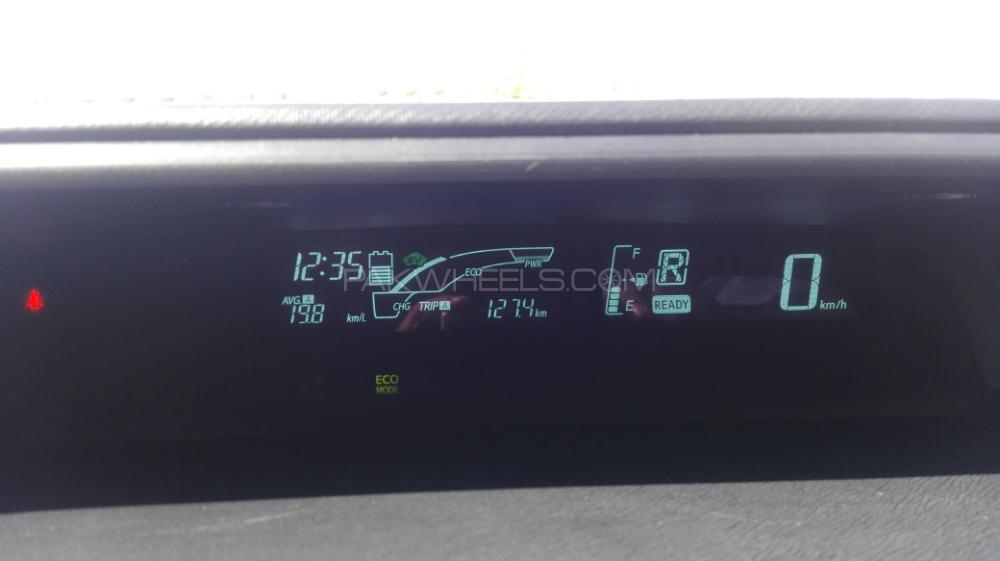 12:35 EV ECO PWR F R 0 km/h
AVG. A CHG TRIP A 127.4 km E READY
19.8 km/L
ECO
MODE
PAKWHEELS.COM